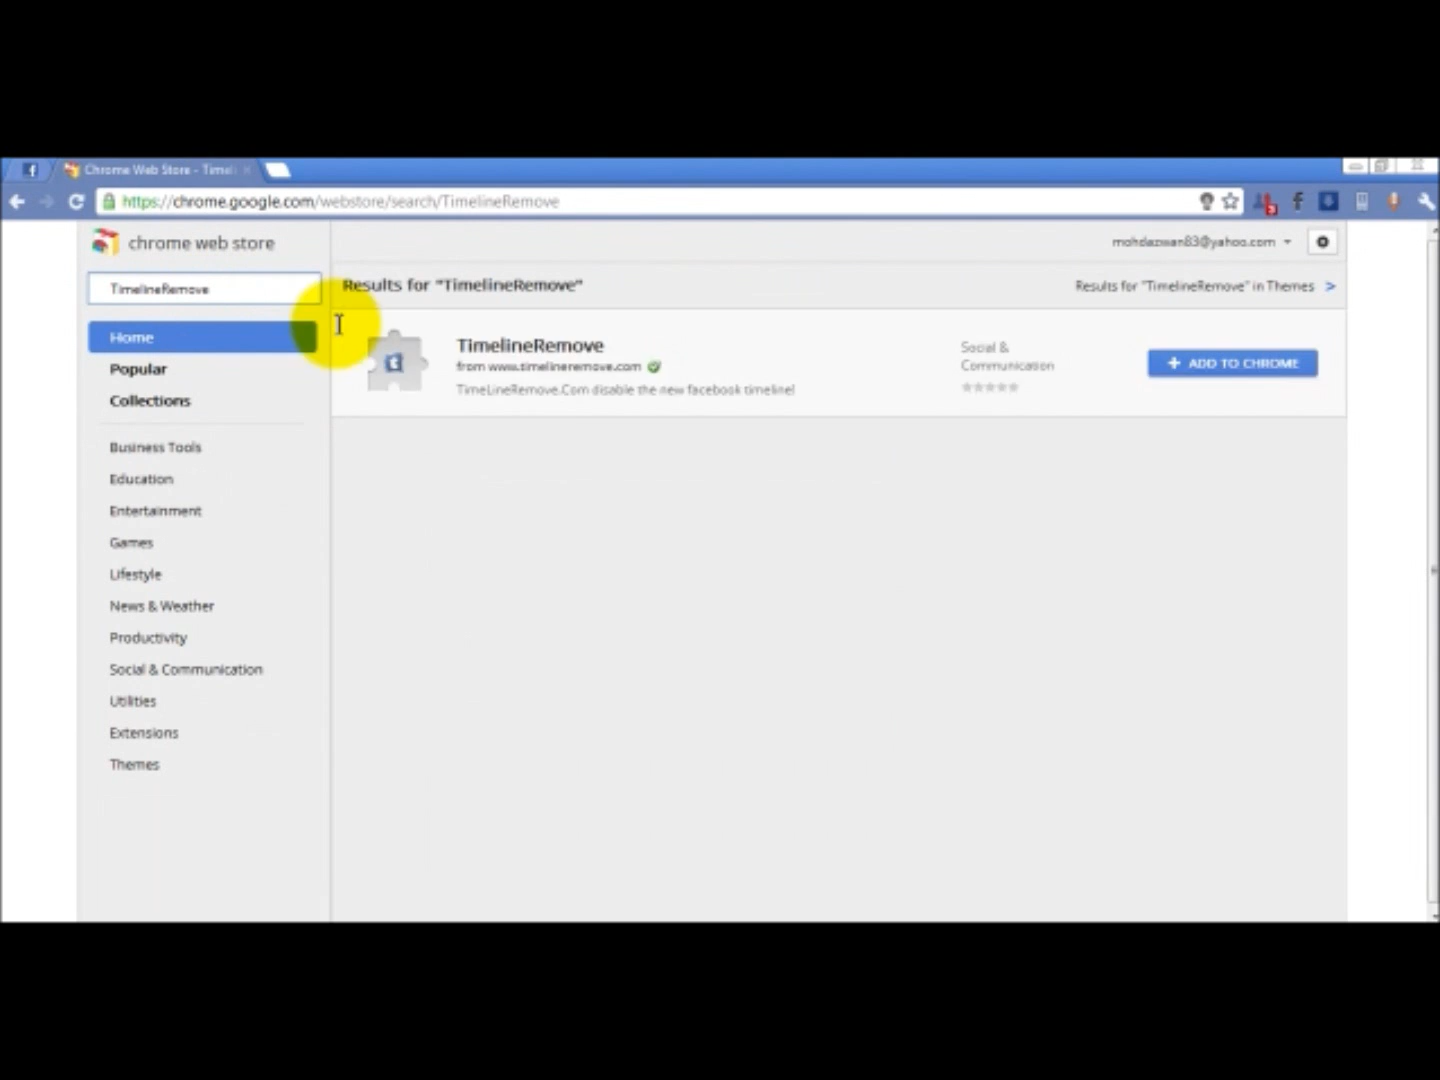 Chrome Web Store - Timel
https://chrome.google.com/webstore/search/TimelineRemove
3
chrome web store
mohdazwan83@yahoo.com
TimelineRemove
Results for "TimelineRemove"
Results for "TimelineRemove" in Themes >
Home
Popular
Collections
Business Tools
Education
Entertainment
Games
Lifestyle
News & Weather
Productivity
Social & Communication
Utilities
Extensions
Themes
TimelineRemove
from www.timelineremove.com
TimeLineRemove.Com disable the new facebook timeline!
Social &
Communication
+ ADD TO CHROME